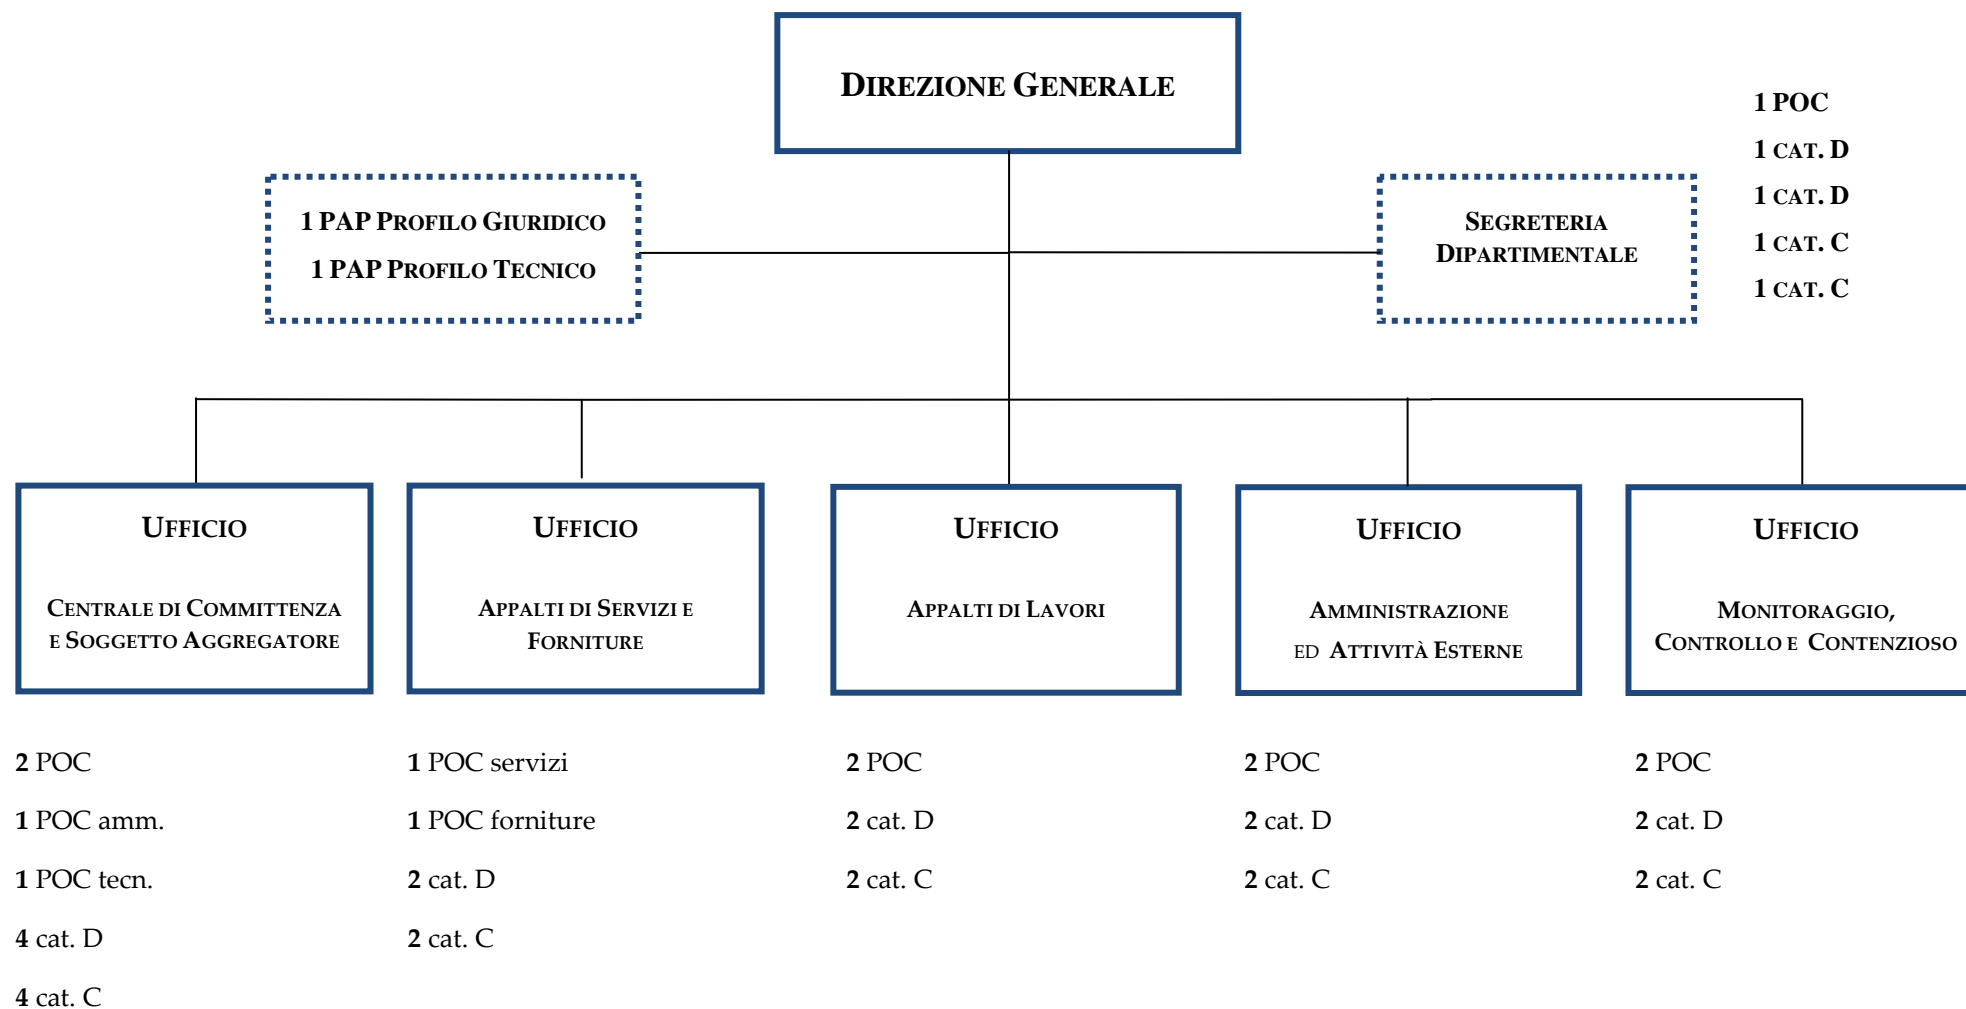 DIREZIONE GENERALE
1 POC
1 CAT. D
1 CAT. D
1 CAT. C
1 CAT. C
1 PAP PROFILO GIURIDICO
1 PAP PROFILO TECNICO
SEGRETERIA
DIPARTIMENTALE
UFFICIO
CENTRALE DI COMMITTENZA
E SOGGETTO AGGREGATORE
UFFICIO
APPALTI DI SERVIZI E
FORNITURE
UFFICIO
APPALTI DI LAVORI
UFFICIO
AMMINISTRAZIONE
ED ATTIVITÀ ESTERNE
UFFICIO
MONITORAGGIO,
CONTROLLO E CONTENZIOSO
2 POC
1 POC amm.
1 POC tecn.
4 cat. D
4 cat. C
1 POC servizi
1 POC forniture
2 cat. D
2 cat. C
2 POC
2 cat. D
2 cat. C
2 POC
2 cat. D
2 cat. C
2 POC
2 cat. D
2 cat. C